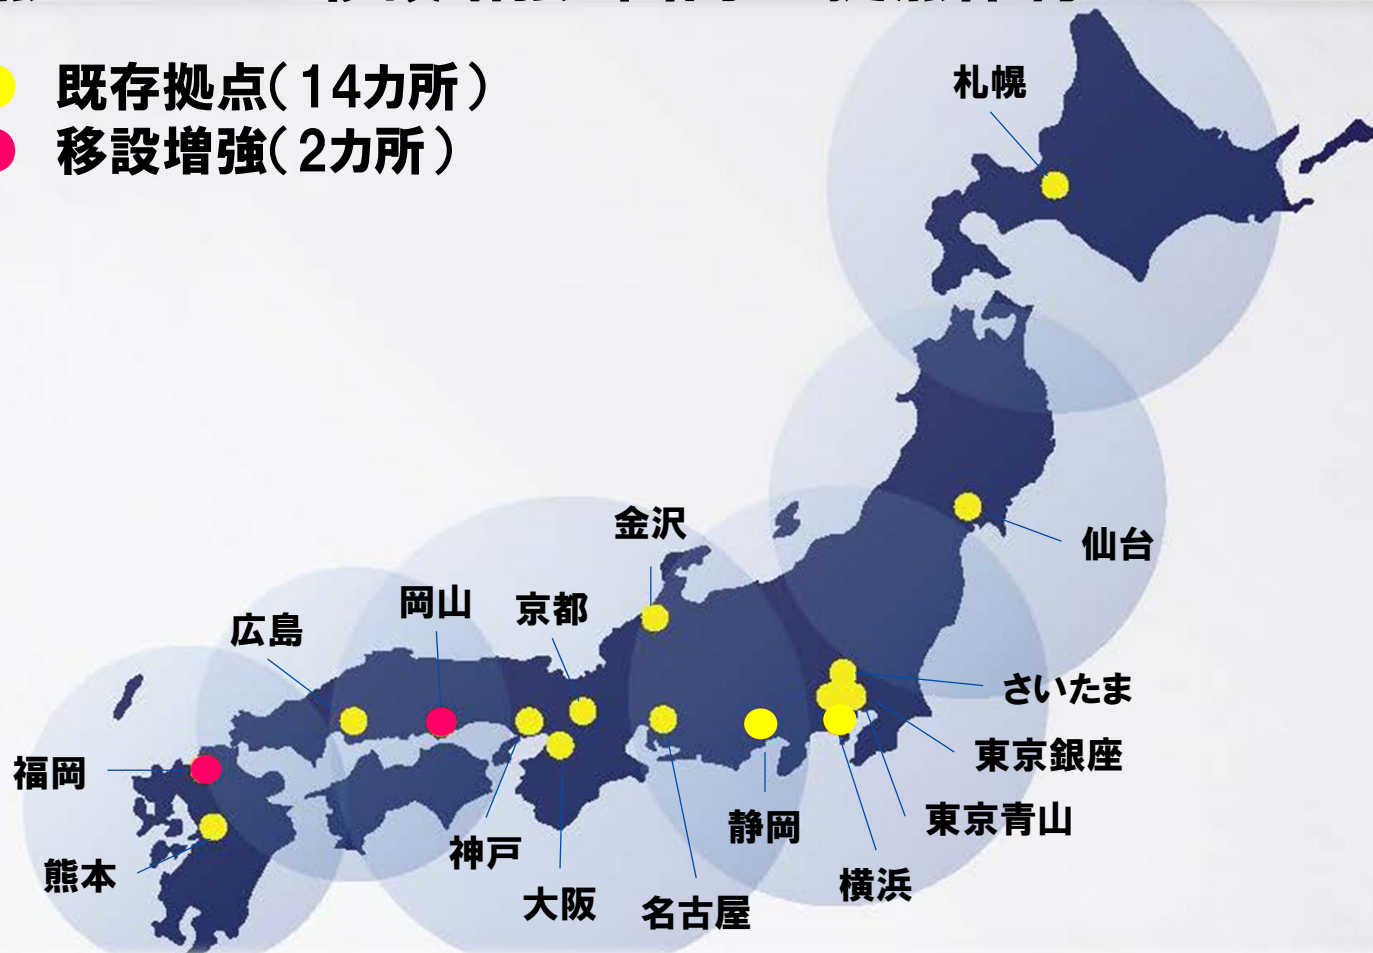 既存拠点(14カ所)
移設増強(2カ所)
札幌
仙台
金沢
岡山
京都
広島
さいたま
東京銀座
福岡
東京青山
静岡
神戸
熊本
横浜
大阪
名古屋